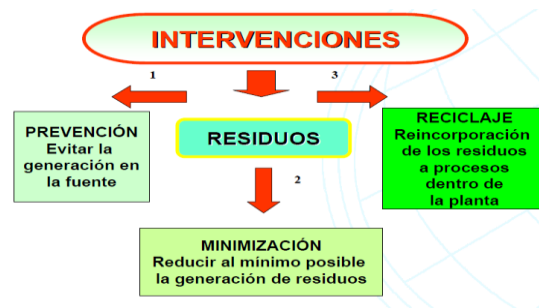 INTERVENCIONES
1
3
PREVENCIÓN
Evitar la
generación en
la fuente
RESIDUOS
RECICLAJE
Reincorporación
de los residuos
a procesos
dentro de
la planta
2
MINIMIZACIÓN
Reducir al mínimo posible
la generación de residuos